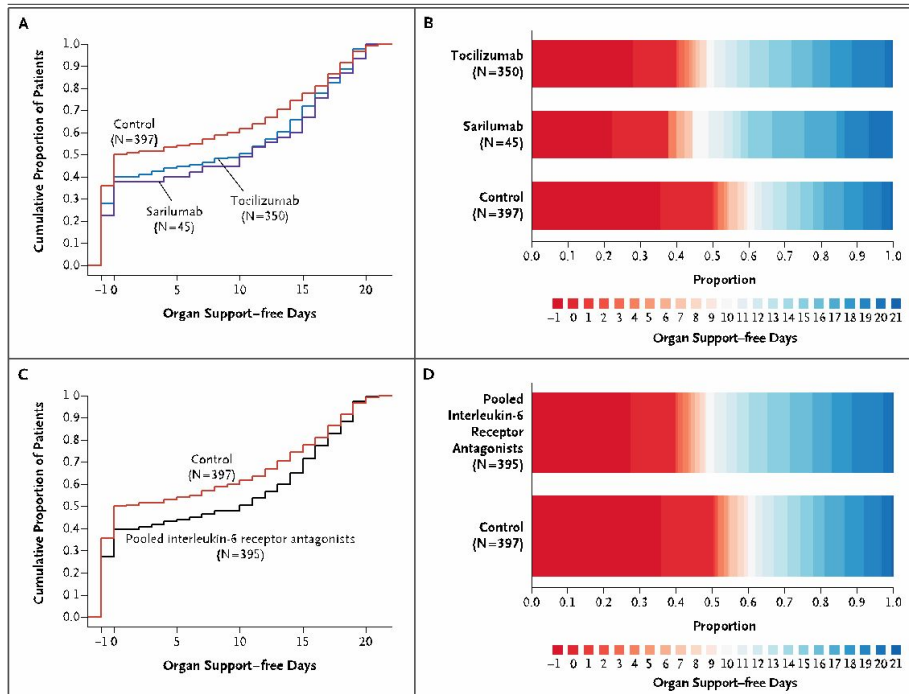 A
1.0
0.9
0.8
0.7
0.6
0.5
0.4
0.3
0.2
0.1
0.0
Cumulative Proportion of Patients
Control
(N=397)
Sarilumab
(N=45)
Tocilizumab
(N=350)
−1 0 5 10 15 20
Organ Support–free Days
B
Tocilizumab
(N=350)
Sarilumab
(N=45)
Control
(N=397)
0.0 0.1 0.2 0.3 0.4 0.5 0.6 0.7 0.8 0.9 1.0
Proportion
−1 0 1 2 3 4 5 6 7 8 9 10 11 12 13 14 15 16 17 18 19 20 21
Organ Support–free Days
C
1.0
0.9
0.8
0.7
0.6
0.5
0.4
0.3
0.2
0.1
0.0
Cumulative Proportion of Patients
Control
(N=397)
Pooled interleukin-6 receptor antagonists
(N=395)
−1 0 5 10 15 20
Organ Support–free Days
D
Pooled
Interleukin-6
Receptor
Antagonists
(N=395)
Control
(N=397)
0.0 0.1 0.2 0.3 0.4 0.5 0.6 0.7 0.8 0.9 1.0
Proportion
−1 0 1 2 3 4 5 6 7 8 9 10 11 12 13 14 15 16 17 18 19 20 21
Organ Support–free Days